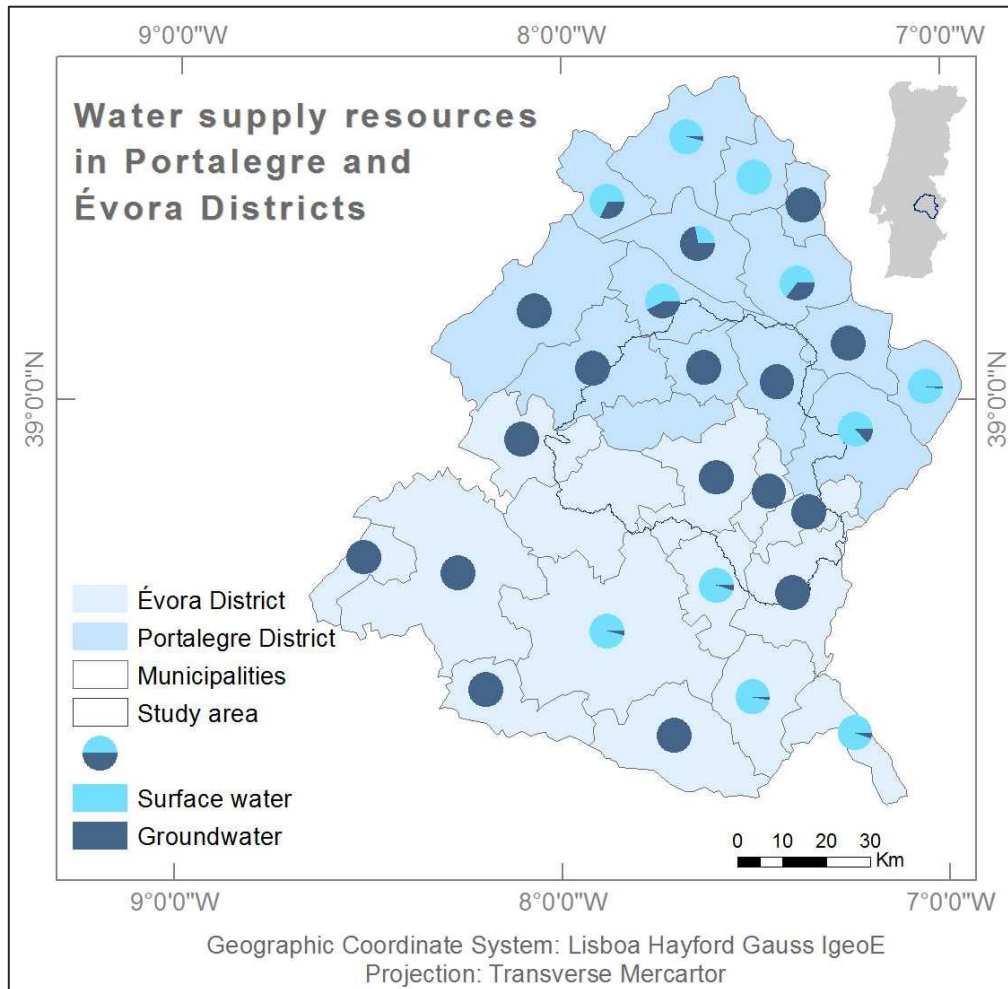 9°0'0"W 8°0'0"W 7°0'0"W
Water supply resources
in Portalegre and
Évora Districts
39°0'0"N
39°0'0"N
Évora District
Portalegre District
Municipalities
Study area
Surface water
Groundwater
0 10 20 30
Km
9°0'0"W 8°0'0"W 7°0'0"W
Geographic Coordinate System: Lisboa Hayford Gauss IgeoE
Projection: Transverse Mercartor